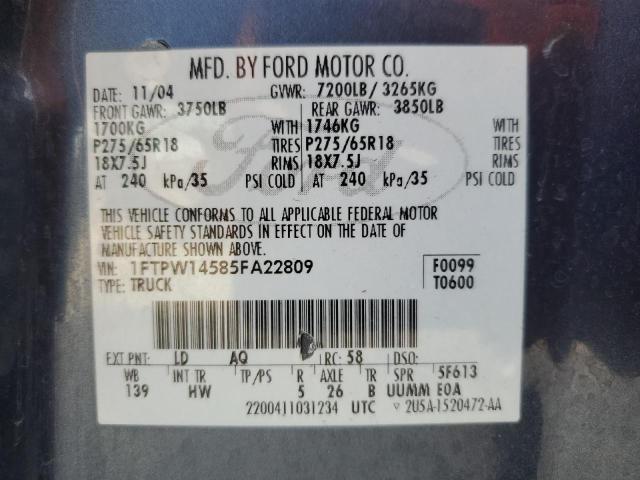 MFD. BY FORD MOTOR CO.
DATE: 11/04 GVWR: 7200LB/ 3265KG
FRONT GAWR: 3750LB REAR GAWR: 3850LB
1700KG WITH 1746KG WITH
P275/65R18 TIRES P275/65R18 TIRES
18X7.5J RIMS 18X7.5J RIMS
AT 240 kPa/35 PSI COLD AT 240 kPa/35 PSI COLD
THIS VEHICLE CONFORMS TO ALL APPLICABLE FEDERAL MOTOR
VEHICLE SAFETY STANDARDS IN EFFECT ON THE DATE OF
MANUFACTURE SHOWN ABOVE.
VIN: 1FTPW14585FA22809 F0099
TYPE: TRUCK T0600
EXT PNT: LD AQ RC: 58 DSO:
WB INT TR TP/PS R AXLE TR SPR 5F613
139 HW 5 26 B UUMM EOA
2200411031234 UTC ▽ 2U5A-1520472-AA
Ford